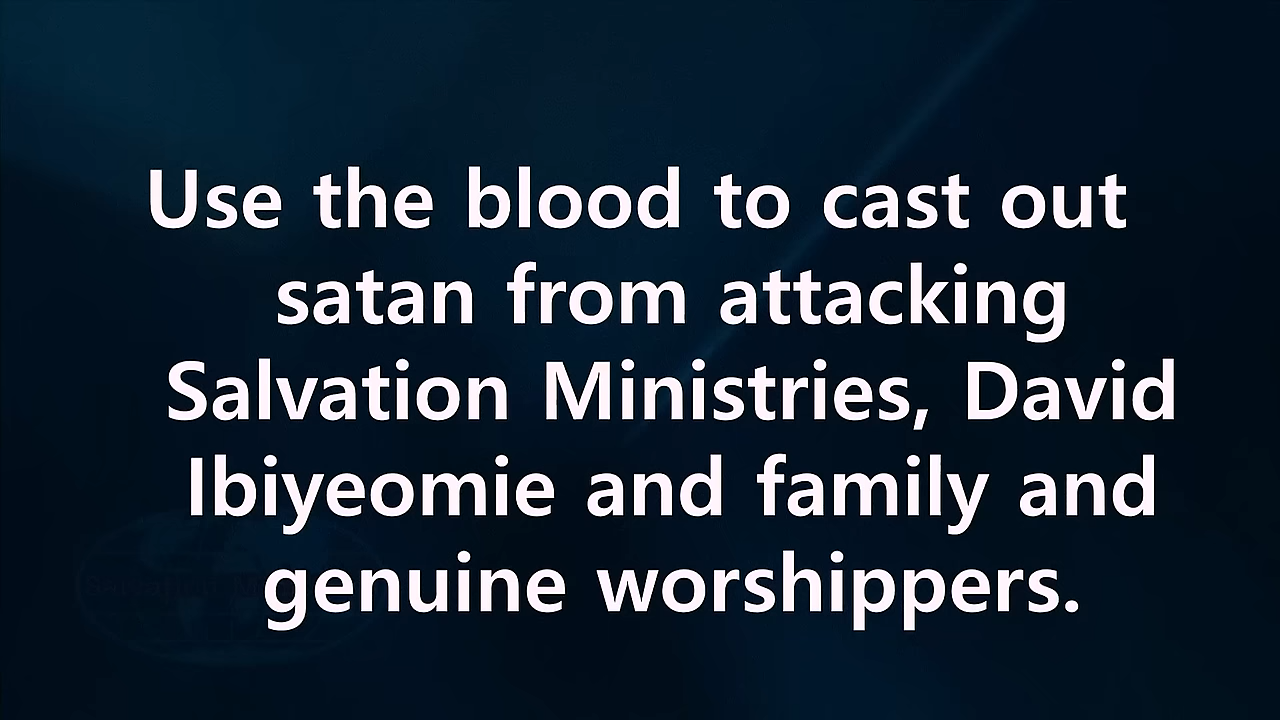 Use the blood to cast out
satan from attacking
Salvation Ministries, David
Ibiyeomie and family and
genuine worshippers.